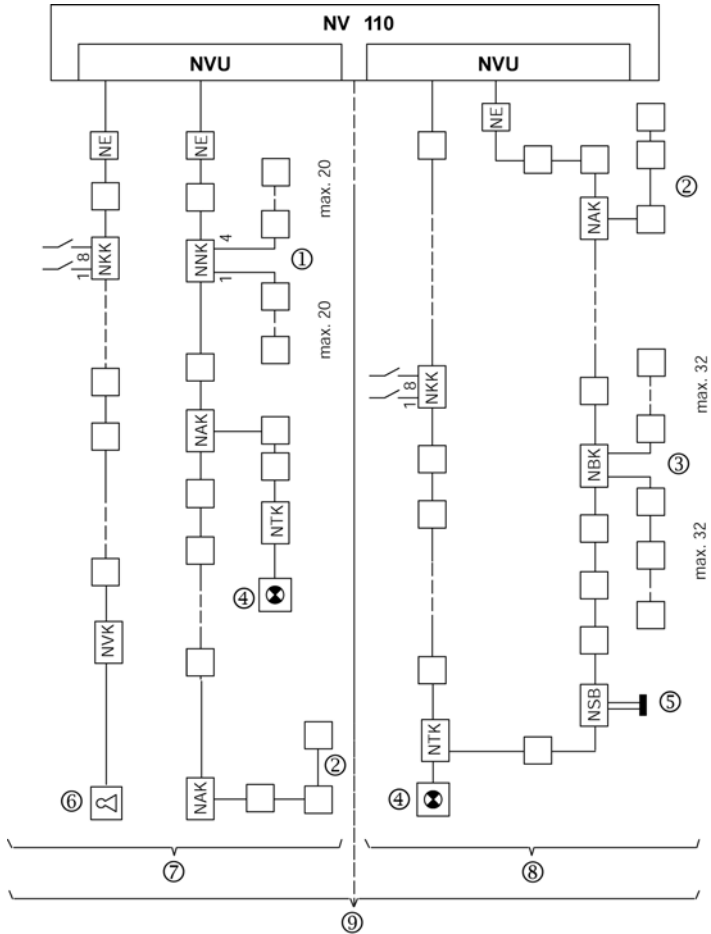 NV 110
NVU
NVU
NE
NE
NE
max. 20
②
NAK
NKK
8
1
NNK
4
1
①
max. 20
NKK
8
1
max. 32
NAK
NBK
③
NTK
max. 32
④
NVK
NSB
⑤
NTK
②
⑥
NAK
④
⑦
⑧
⑨